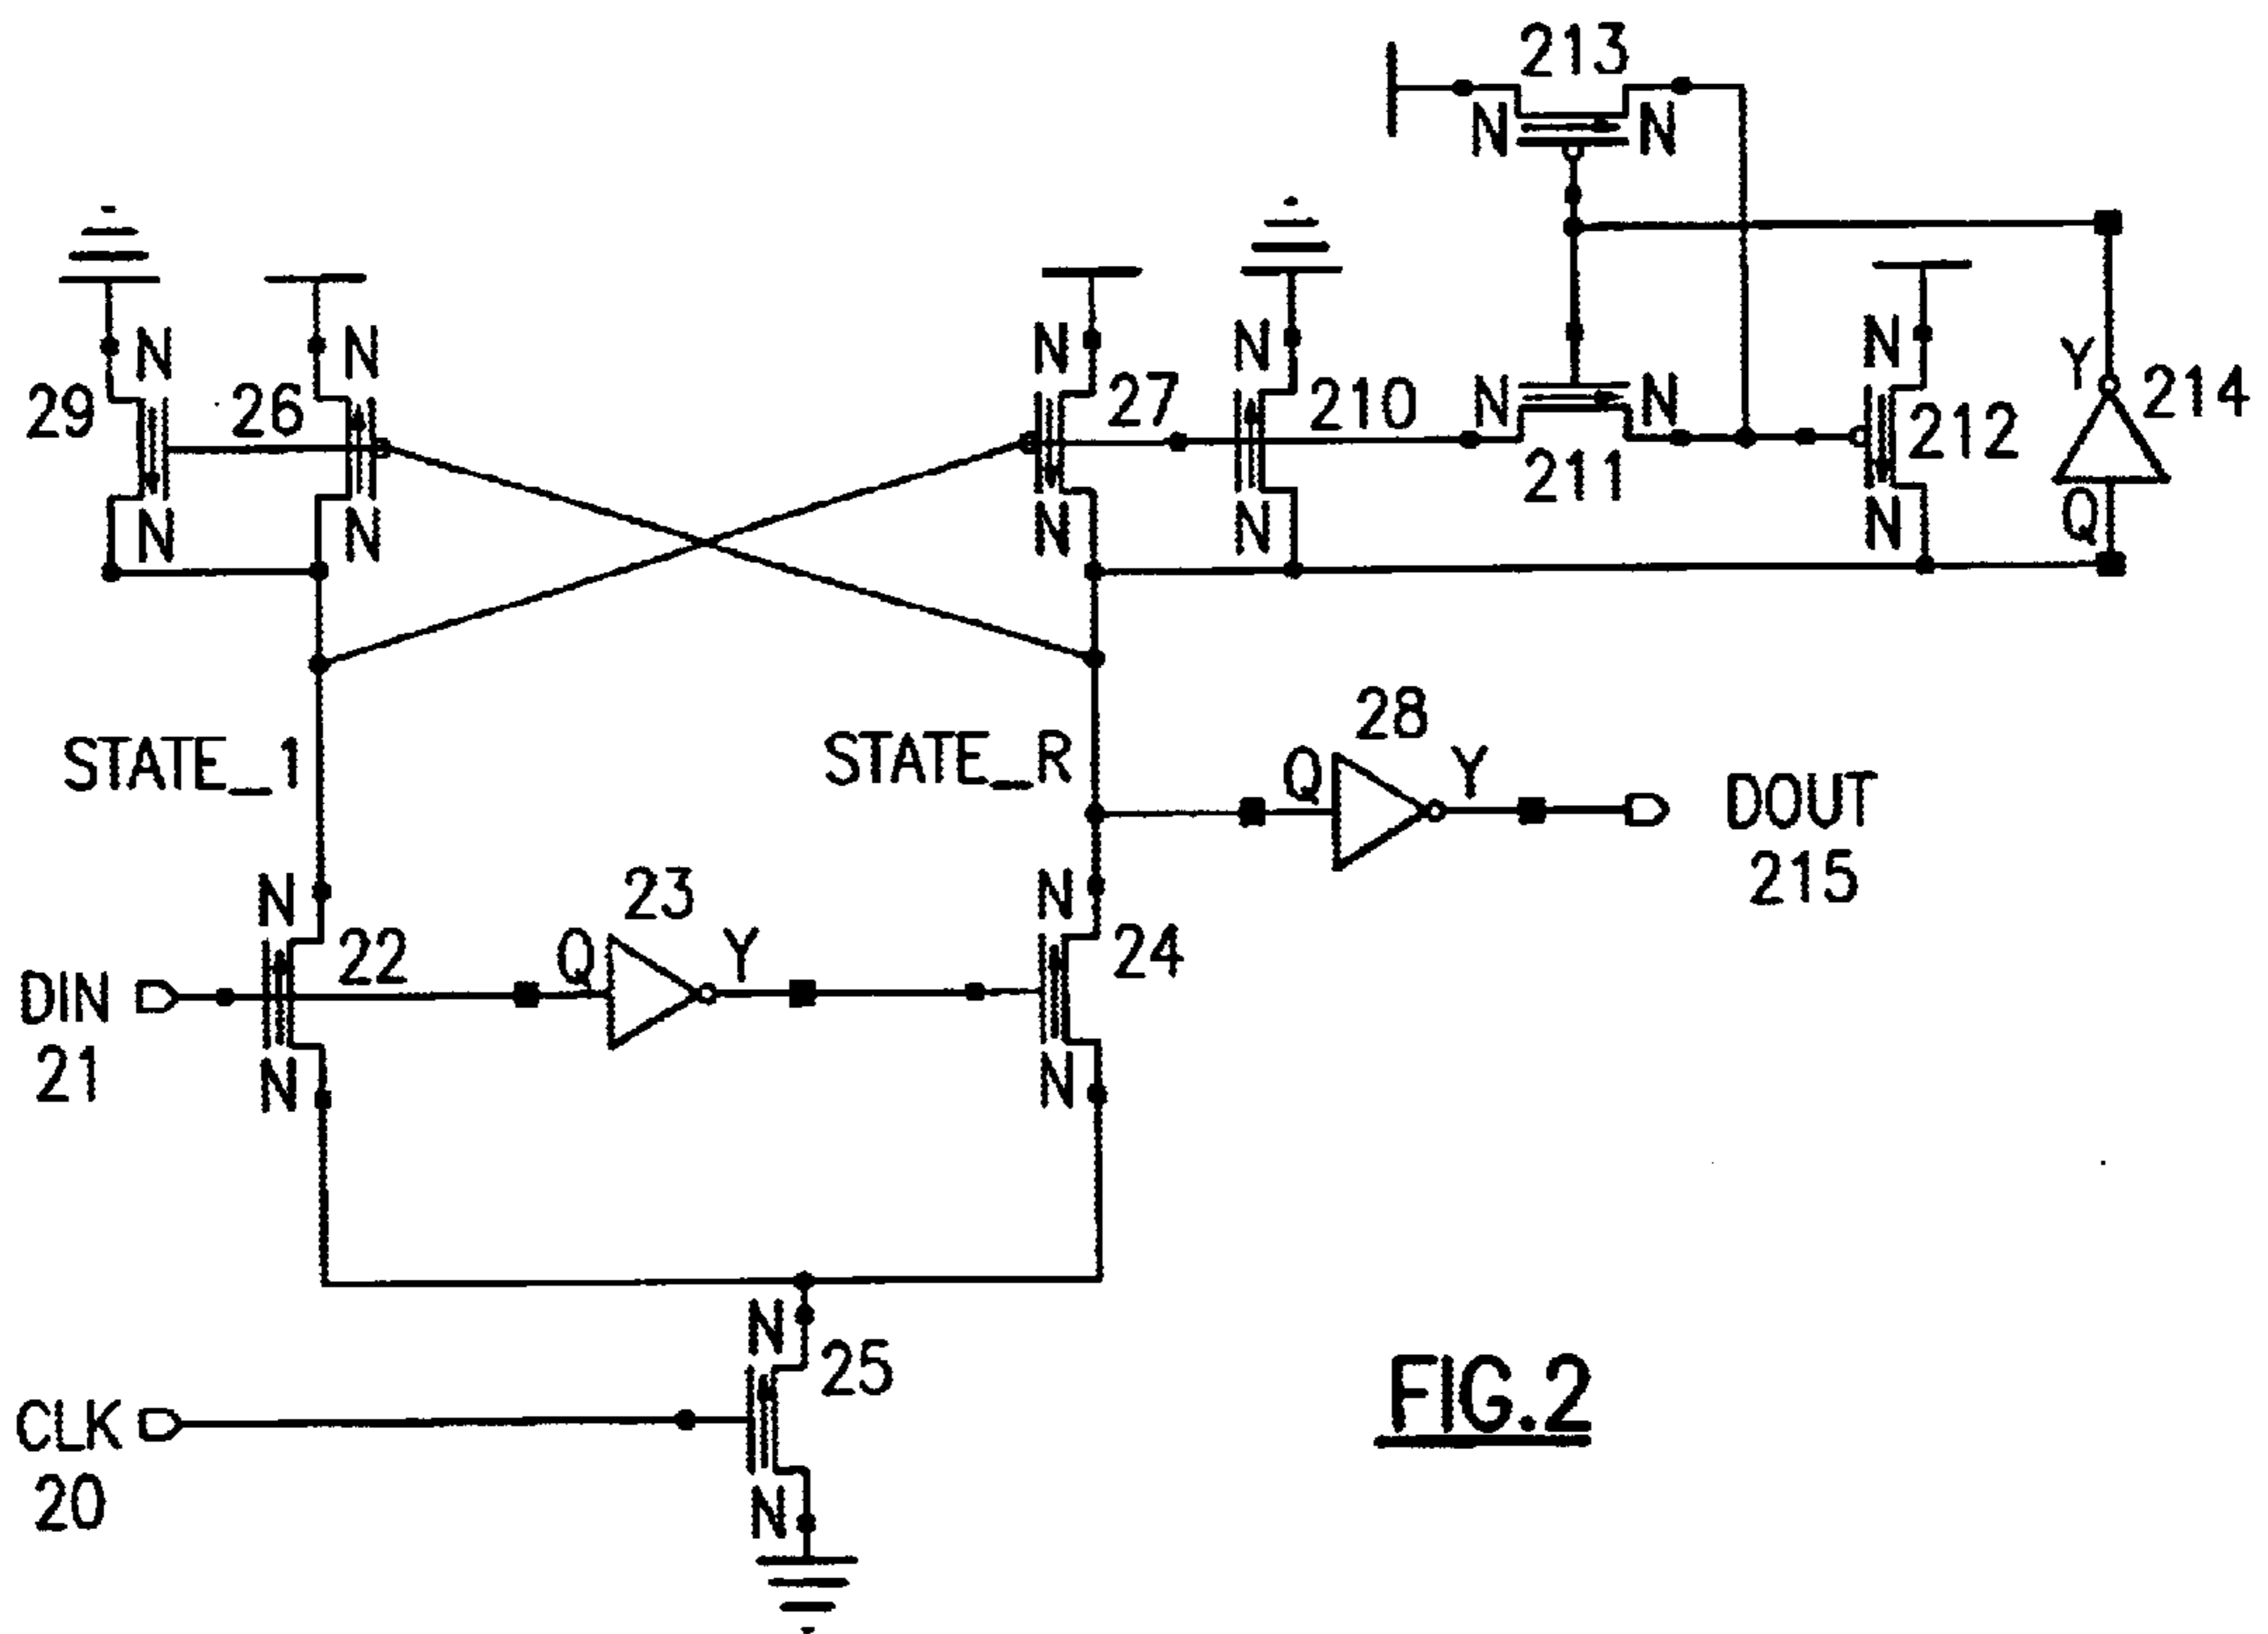 213
N N
N N N N N
29 26 27 210 N N 212 Y 214
211
N N N N N Q
STATE_1 STATE_R 28
Q Y DOUT
215
N 23 N
22 Q Y 24
DIN
21 N N
N 25
CLK
20 N
FIG.2